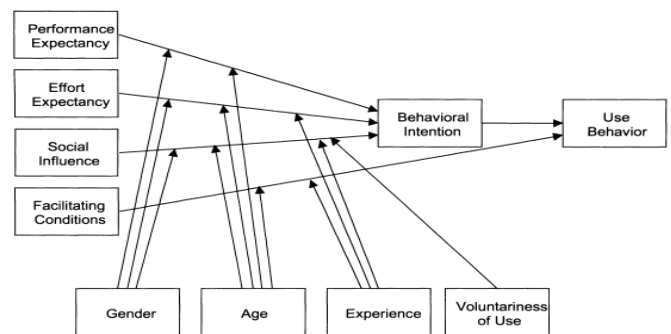 Performance
Expectancy
Effort
Expectancy
Social
Influence
Facilitating
Conditions
Behavioral
Intention
Use
Behavior
Gender
Age
Experience
Voluntariness
of Use